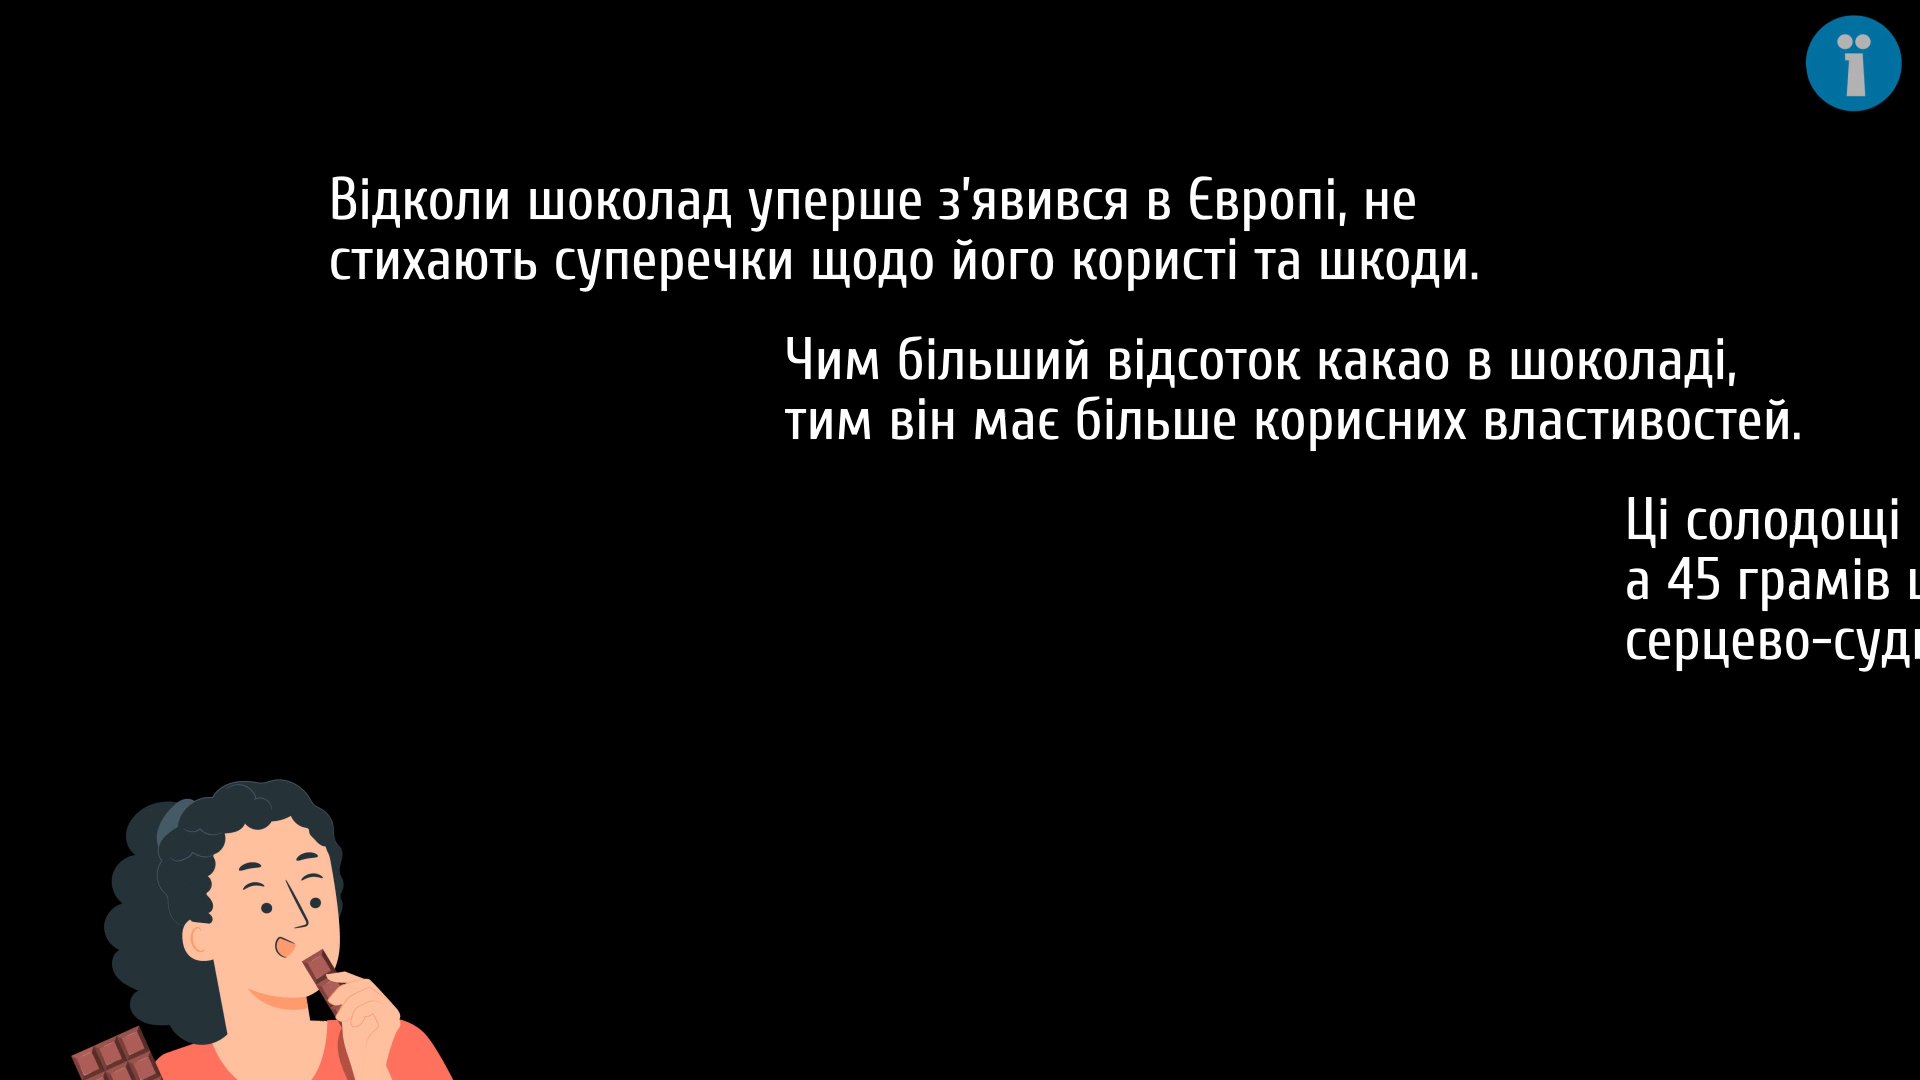 ї
Відколи шоколад уперше з'явився в Європі, не
стихають суперечки щодо його користі та шкоди.
Чим більший відсоток какао в шоколаді,
тим він має більше корисних властивостей.
Ці солодощі
а 45 грамів